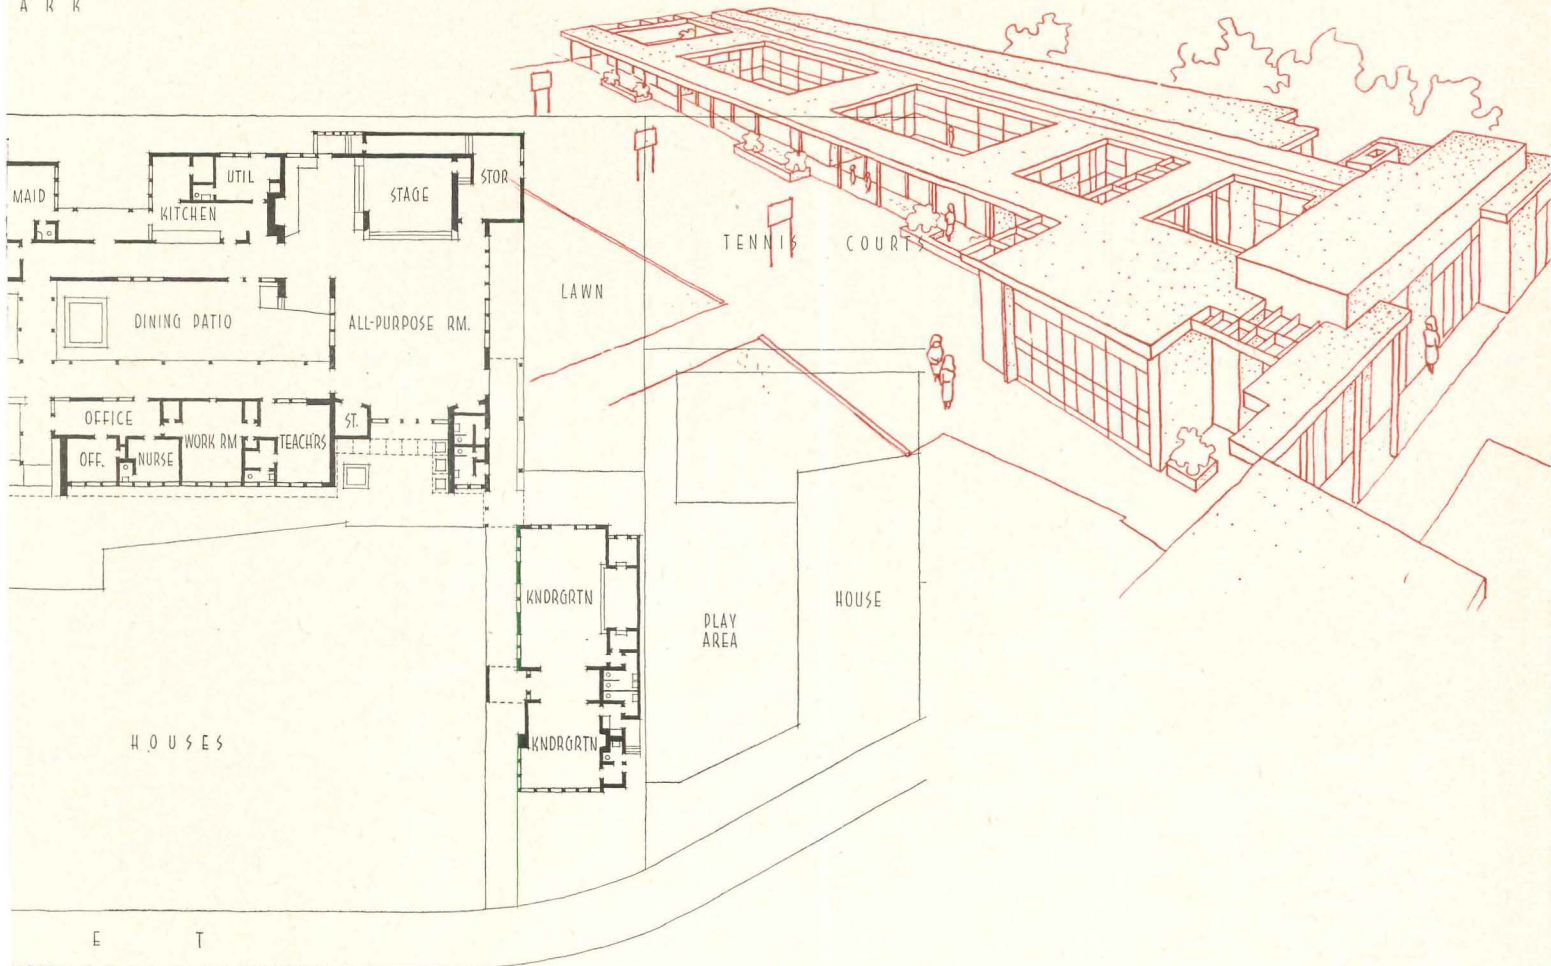 A R K
MAID
UTIL
KITCHEN
STAGE
STOR
TENNIS COURTS
LAWN
DINING PATIO
ALL-PURPOSE RM.
OFFICE
ST.
WORK RM
TEACH'RS
OFF.
NURSE
KNDRGRTN
HOUSE
PLAY
AREA
HOUSES
KNDRGRTN
E T